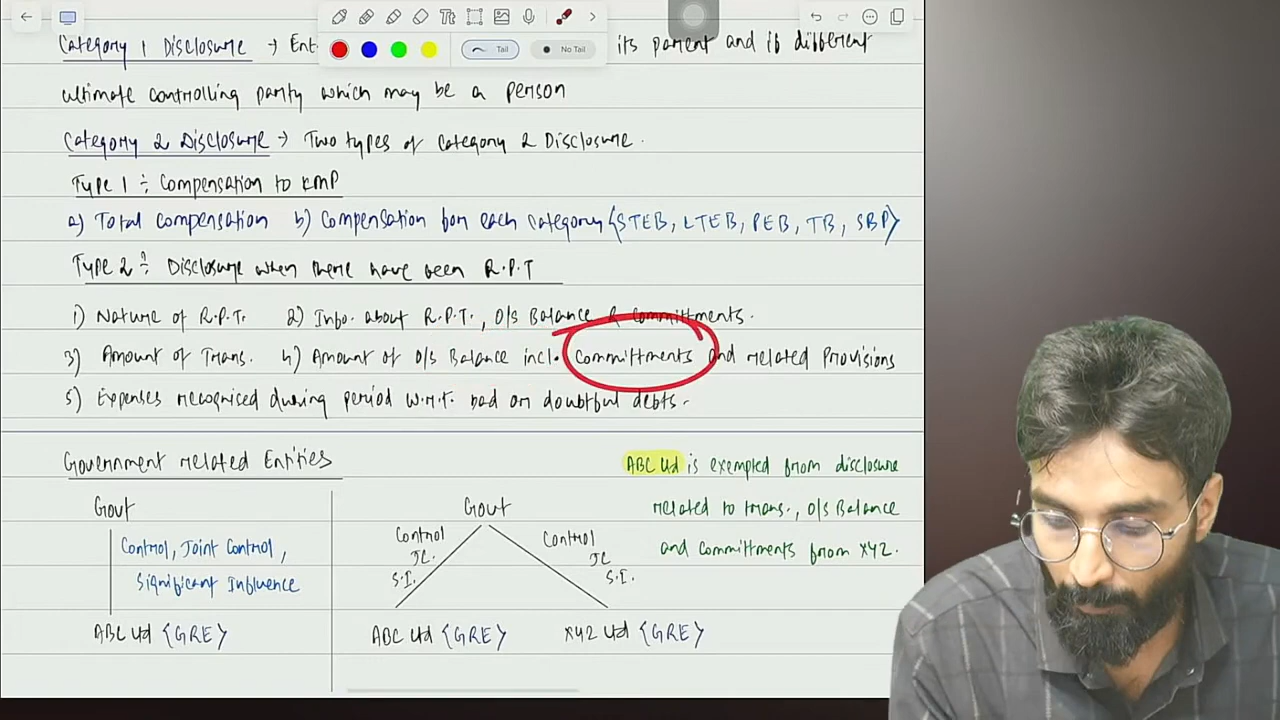 Category 1 Disclosure → Ent its parent and if different
ultimate controlling party which may be a person
Category 2 Disclosure → Two types of Category 2 Disclosure.
Type 1 ÷ Compensation to KMP
a) Total compensation b) Compensation for each category {STEB, LTEB, PEB, TB, SBP}
Type 2 ÷ Disclosure when there have been R.P.T
1) Nature of R.P.T. 2) Info. about R.P.T., O/S Balance & Committments.
3) Amount of Trans. 4) Amount of O/S Balance incl. Committments and related Provisions
5) Expenses recognised during period w.r.t. bad or doubtful debts.
Government related Entities
ABC Ltd is exempted from disclosure
related to trans., O/S Balance
and committments from XYZ.
Govt
Control, Joint Control,
Significant Influence
ABC Ltd {GRE}
Govt
Control
JC.
S.I.
Control
JC
S.I.
ABC Ltd {GRE} XYZ Ltd {GRE}
Tt
Tail
No Tail